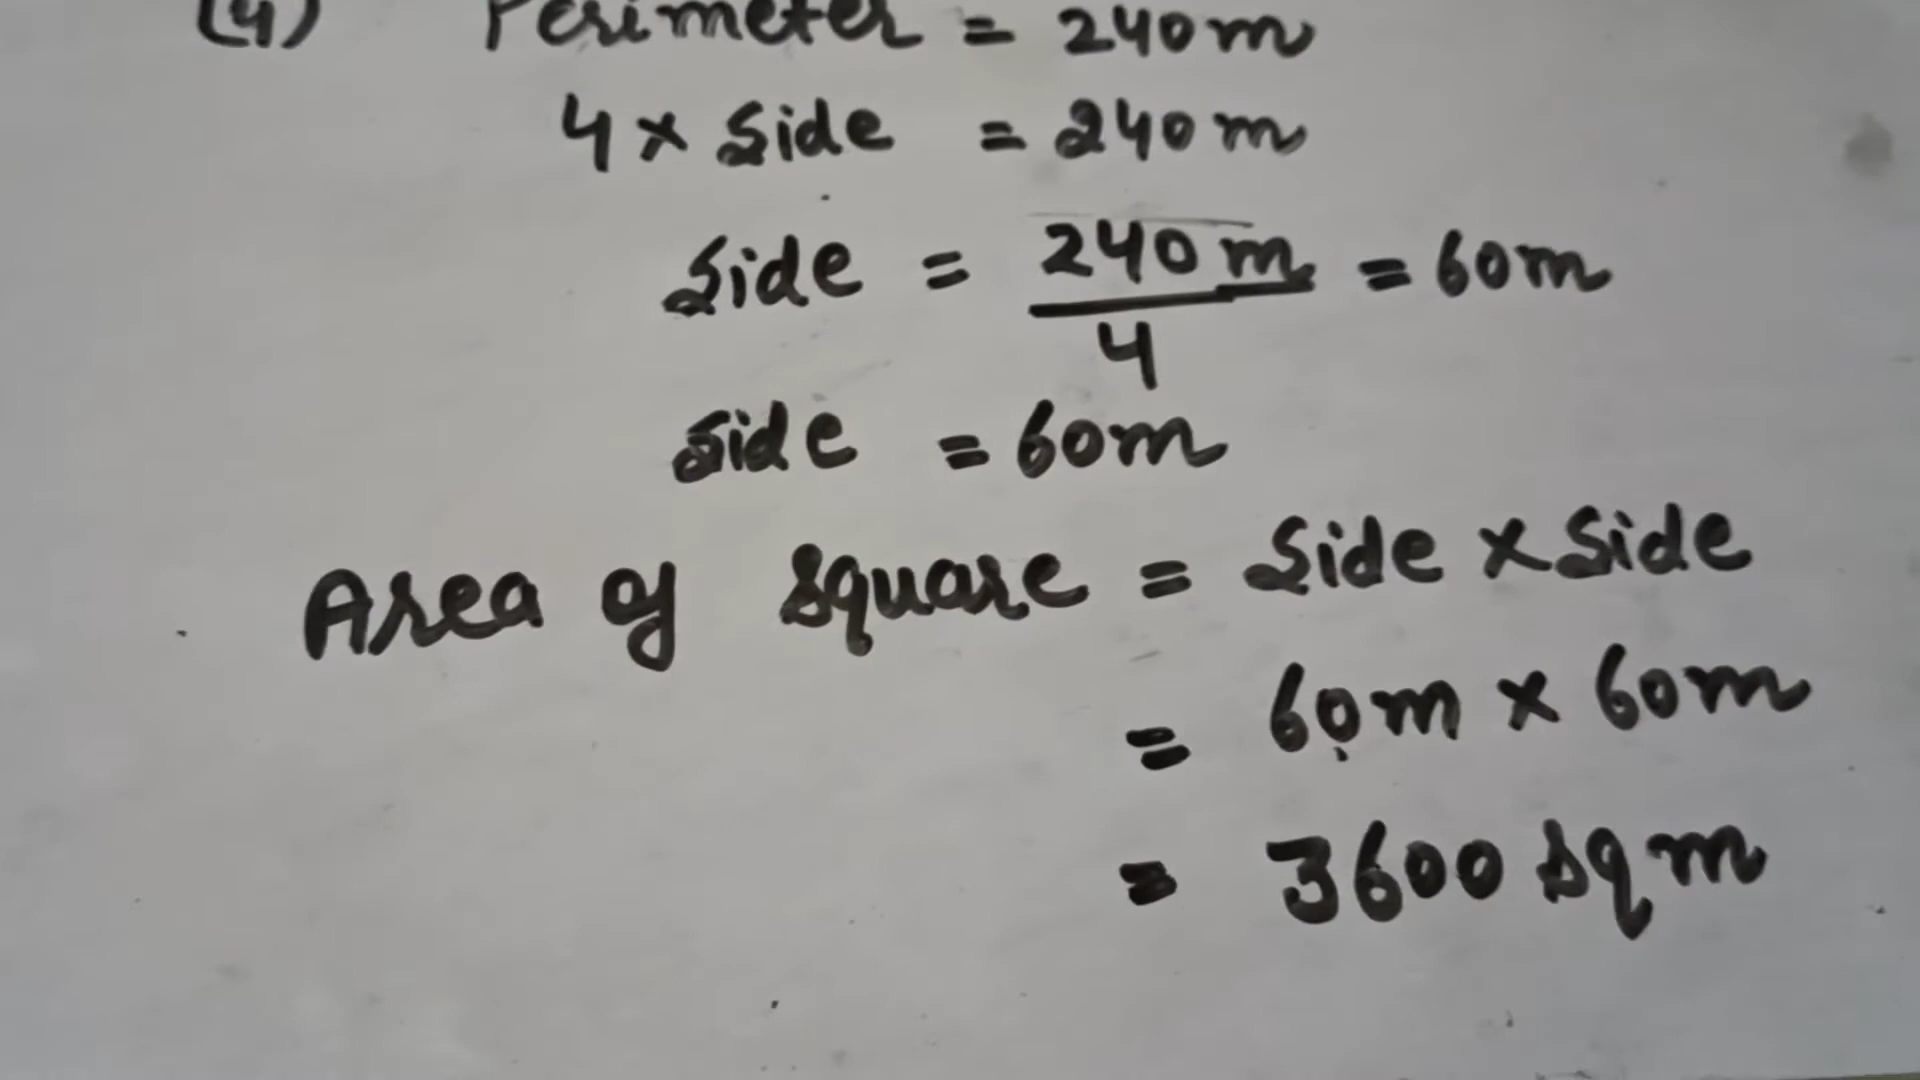 (4) Perimeter = 240m
4 × Side = 240m
Side = 240m/4 = 60m
Side = 60m
Area of square = Side × Side
= 60m × 60m
= 3600 sqm